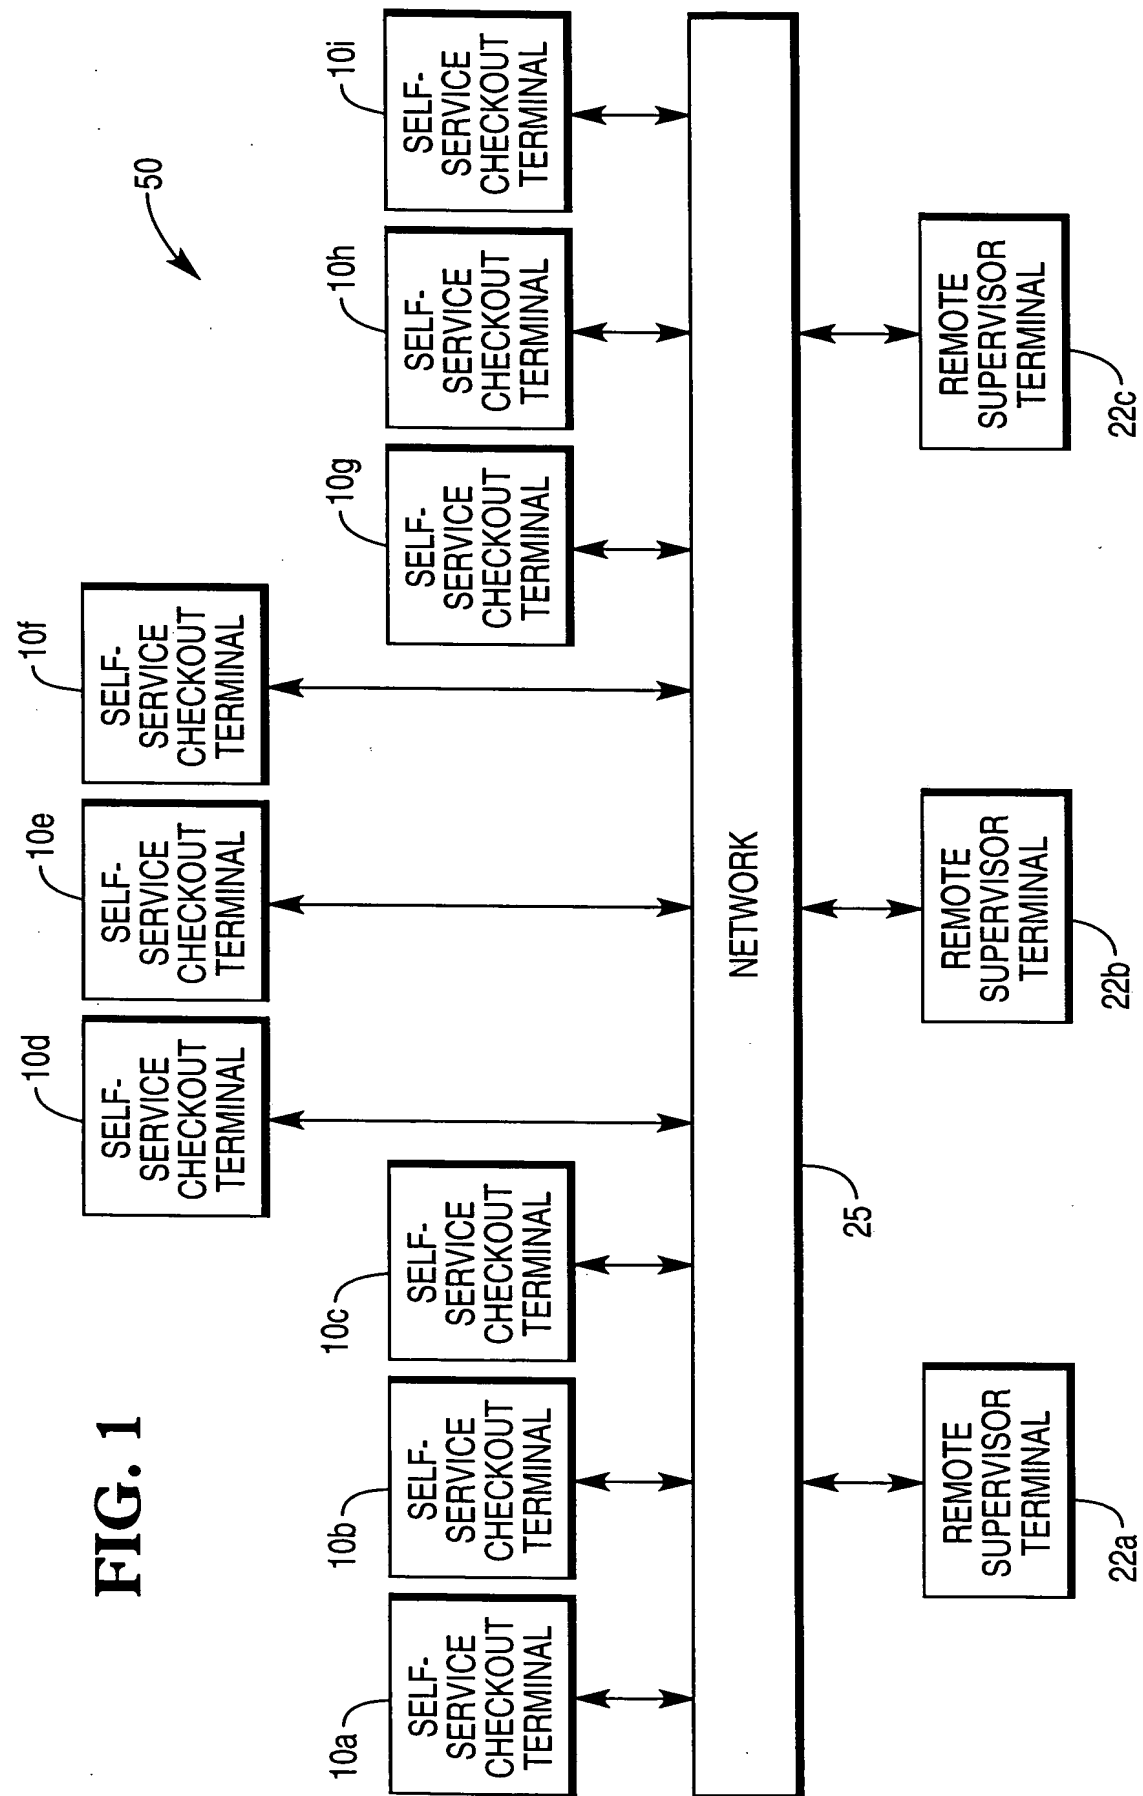 FIG. 1
50
10d
10e
10f
SELF-
SERVICE
CHECKOUT
TERMINAL
SELF-
SERVICE
CHECKOUT
TERMINAL
SELF-
SERVICE
CHECKOUT
TERMINAL
10a
10b
10c
10g
10h
10i
SELF-
SERVICE
CHECKOUT
TERMINAL
SELF-
SERVICE
CHECKOUT
TERMINAL
SELF-
SERVICE
CHECKOUT
TERMINAL
SELF-
SERVICE
CHECKOUT
TERMINAL
SELF-
SERVICE
CHECKOUT
TERMINAL
SELF-
SERVICE
CHECKOUT
TERMINAL
NETWORK
25
REMOTE
SUPERVISOR
TERMINAL
22a
REMOTE
SUPERVISOR
TERMINAL
22b
REMOTE
SUPERVISOR
TERMINAL
22c